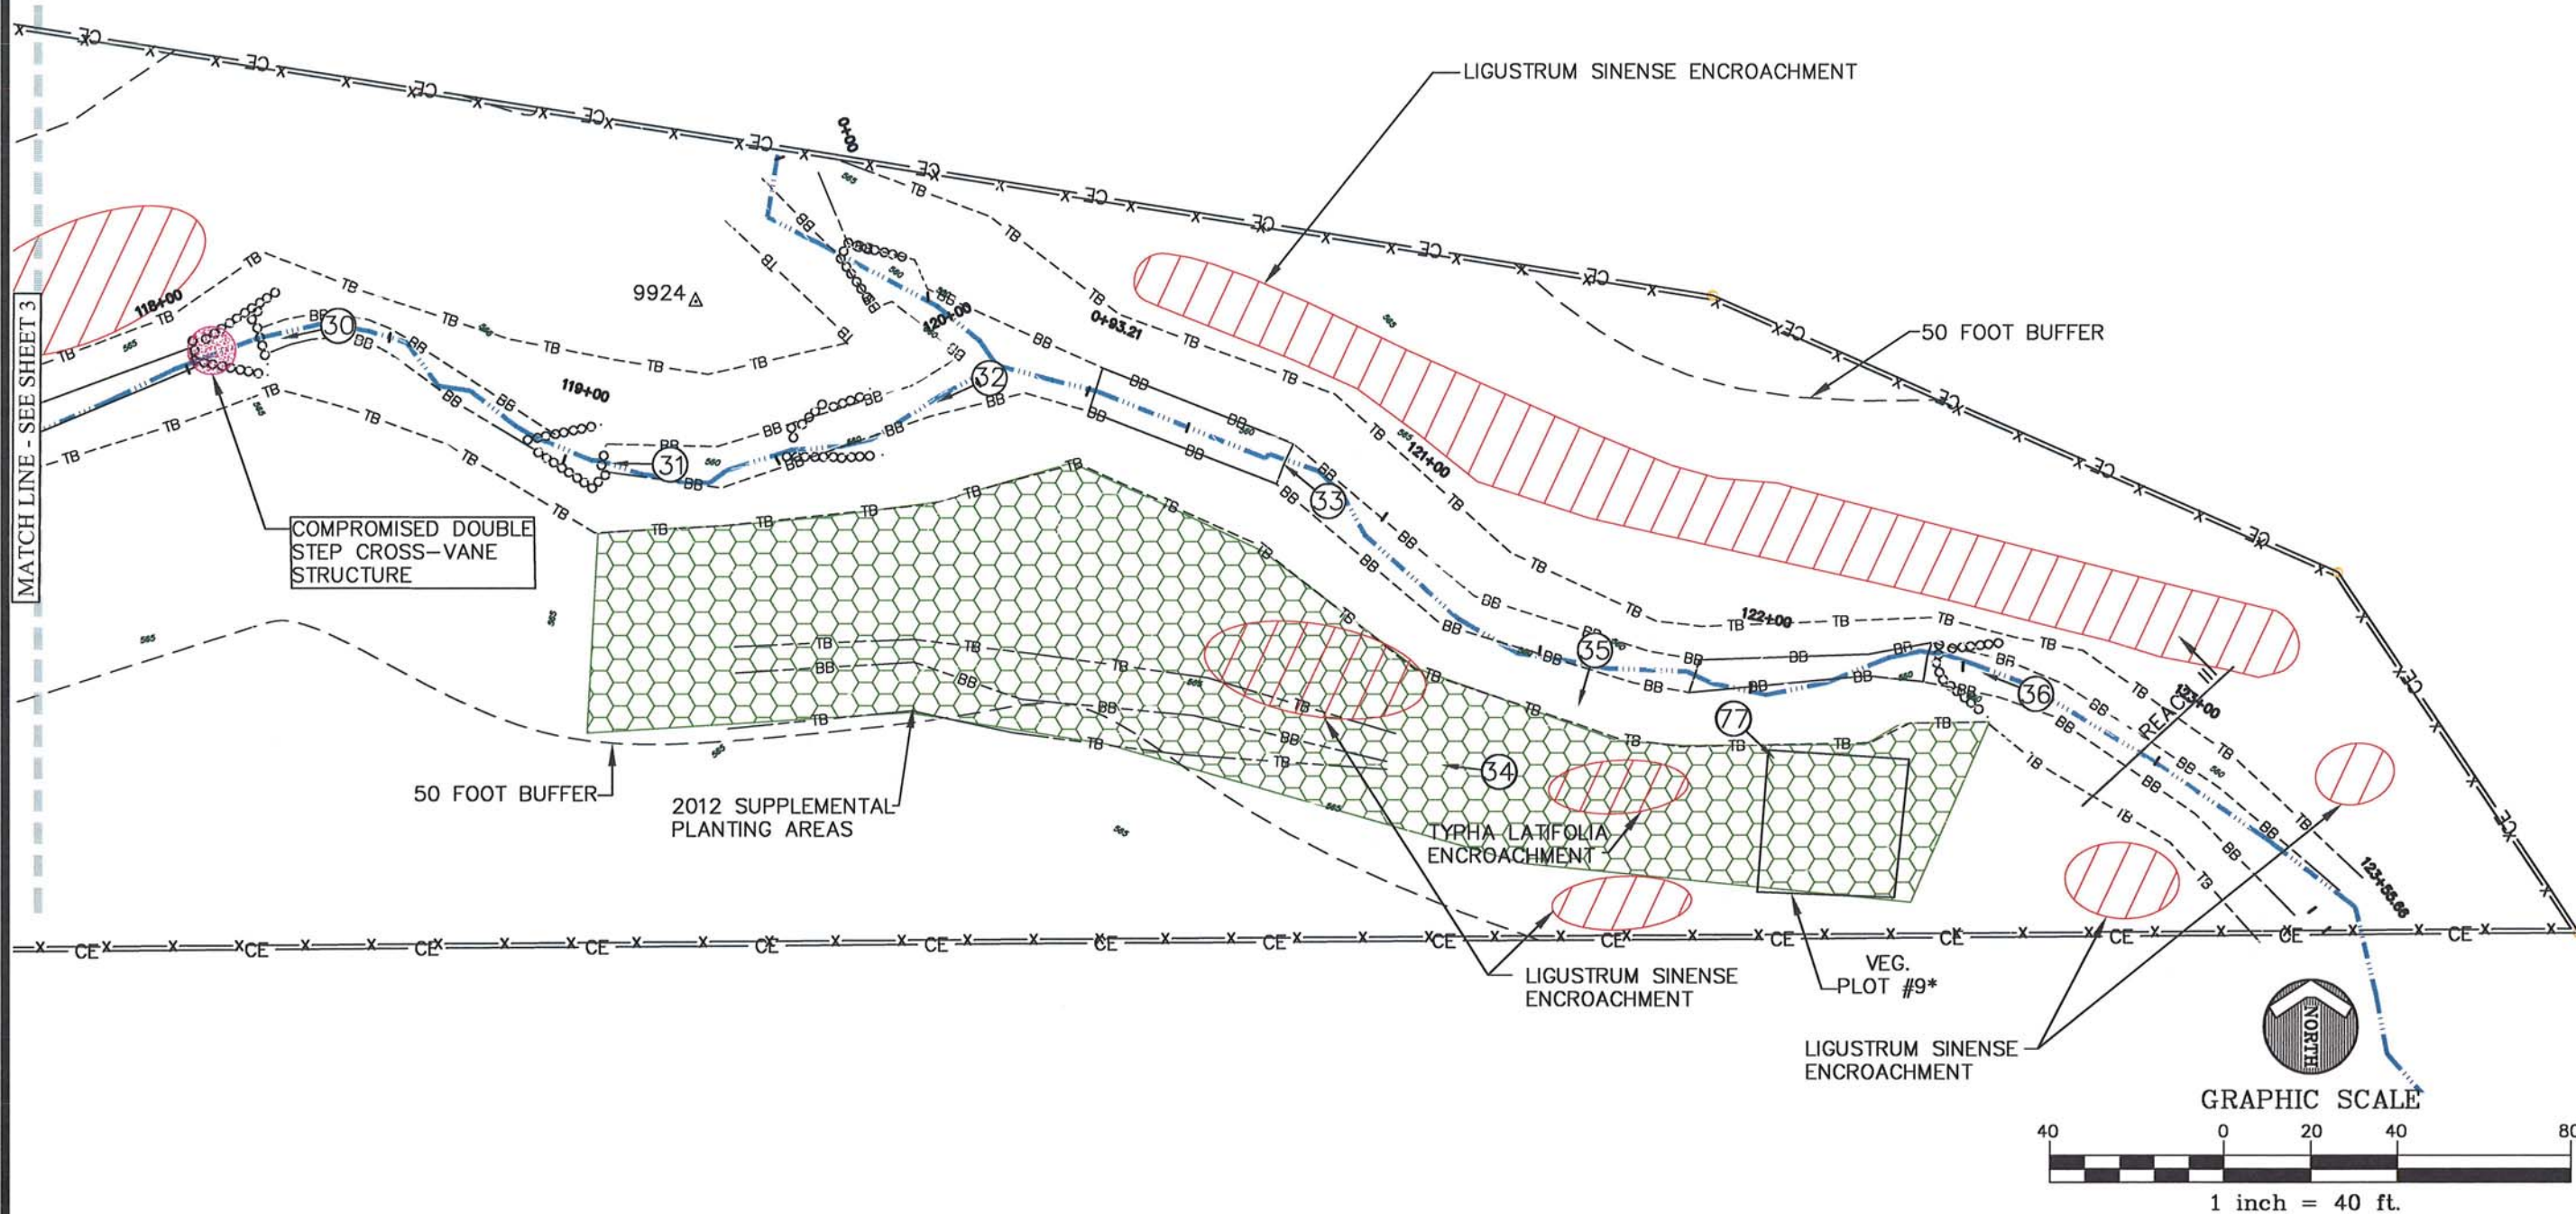 LIGUSTRUM SINENSE ENCROACHMENT
0+00
50 FOOT BUFFER
9924
118+00
120+00
0+93.21
119+00
121+00
122+00
123+00
123+55.66
30
31
32
33
34
35
36
77
MATCH LINE - SEE SHEET 3
COMPROMISED DOUBLE
STEP CROSS-VANE
STRUCTURE
REACH III
50 FOOT BUFFER
2012 SUPPLEMENTAL
PLANTING AREAS
TYPHA LATIFOLIA
ENCROACHMENT
LIGUSTRUM SINENSE
ENCROACHMENT
VEG.
PLOT #9*
LIGUSTRUM SINENSE
ENCROACHMENT
NORTH
GRAPHIC SCALE
40 0 20 40 80
1 inch = 40 ft.